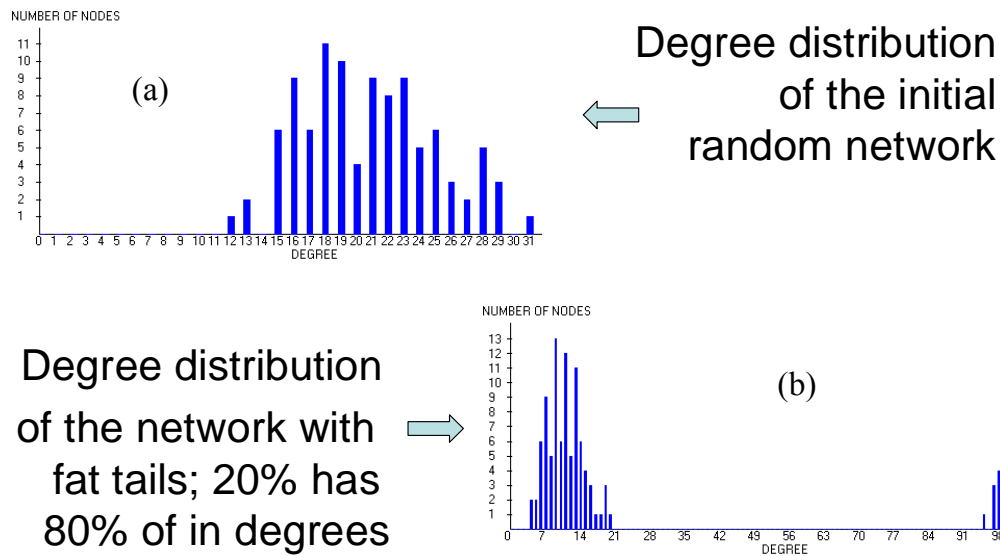 NUMBER OF NODES
11
10
9
8
7
6
5
4
3
2
1
(a)
0 1 2 3 4 5 6 7 8 9 10 11 12 13 14 15 16 17 18 19 20 21 22 23 24 25 26 27 28 29 30 31
DEGREE
Degree distribution
of the initial
random network
Degree distribution
of the network with
fat tails; 20% has
80% of in degrees
NUMBER OF NODES
13
12
11
10
9
8
7
6
5
4
3
2
1
(b)
0 7 14 21 28 35 42 49 56 63 70 77 84 91 98
DEGREE